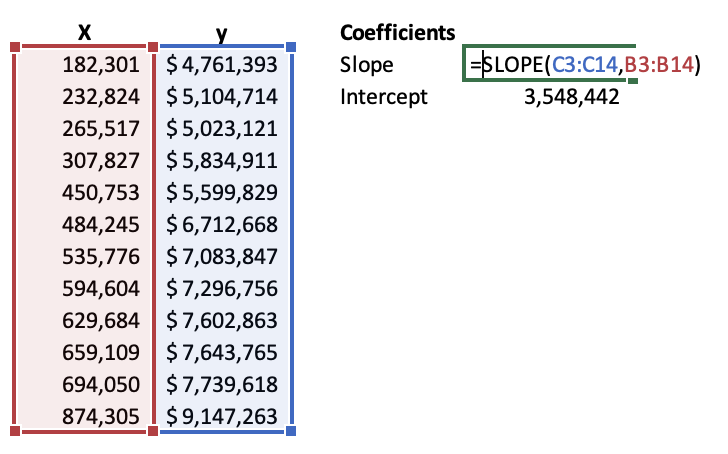 X y Coefficients
182,301 $ 4,761,393 Slope =SLOPE(C3:C14,B3:B14)
232,824 $ 5,104,714 Intercept 3,548,442
265,517 $ 5,023,121
307,827 $ 5,834,911
450,753 $ 5,599,829
484,245 $ 6,712,668
535,776 $ 7,083,847
594,604 $ 7,296,756
629,684 $ 7,602,863
659,109 $ 7,643,765
694,050 $ 7,739,618
874,305 $ 9,147,263